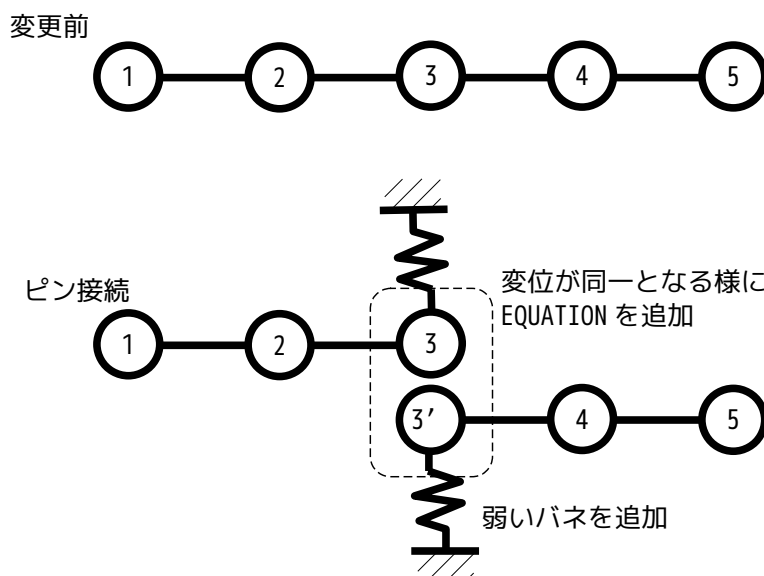 変更前
1 2 3 4 5
ピン接続
変位が同一となる様に
EQUATION を追加
1 2 3
3′ 4 5
弱いバネを追加